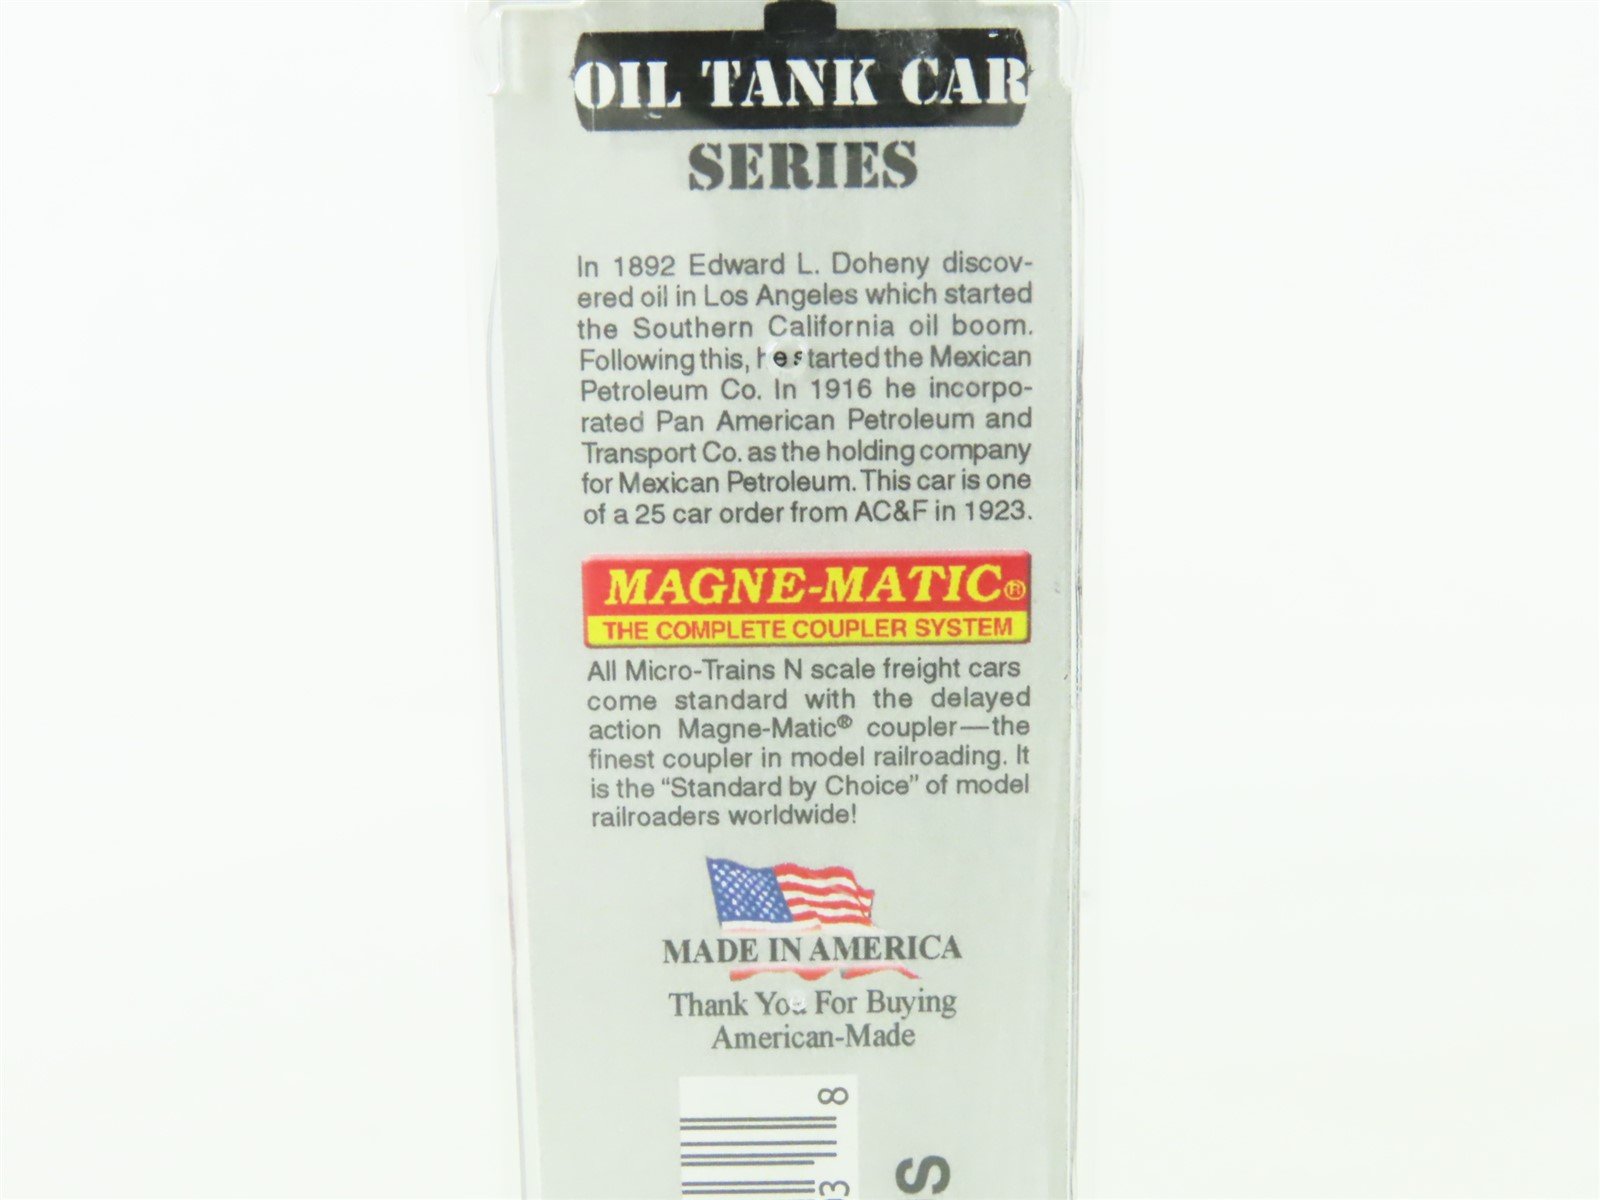 OIL TANK CAR
SERIES
In 1892 Edward L. Doheny discov-
ered oil in Los Angeles which started
the Southern California oil boom.
Following this, he started the Mexican
Petroleum Co. In 1916 he incorpo-
rated Pan American Petroleum and
Transport Co. as the holding company
for Mexican Petroleum. This car is one
of a 25 car order from AC&F in 1923.
MAGNE-MATIC®
THE COMPLETE COUPLER SYSTEM
All Micro-Trains N scale freight cars
come standard with the delayed
action Magne-Matic® coupler—the
finest coupler in model railroading. It
is the “Standard by Choice” of model
railroaders worldwide!
MADE IN AMERICA
Thank You For Buying
American-Made
8
3
S